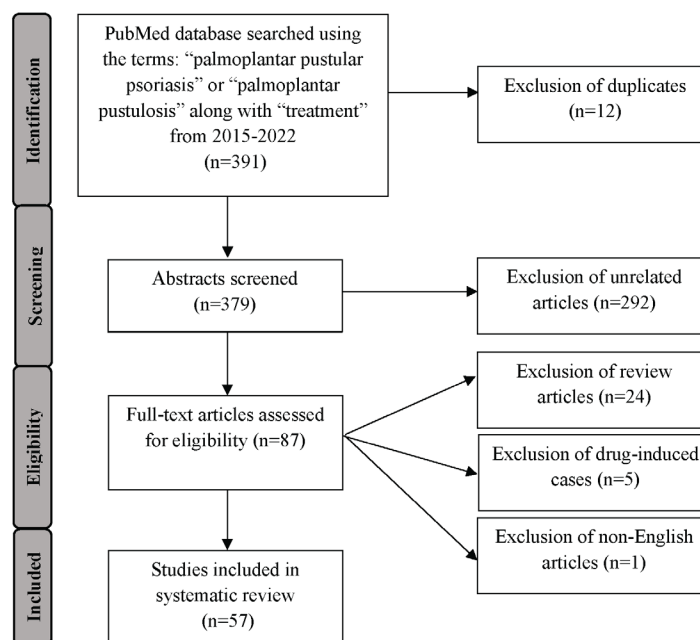 Identification
PubMed database searched using
the terms: “palmoplantar pustular
psoriasis” or “palmoplantar
pustulosis” along with “treatment”
from 2015-2022
(n=391)
Exclusion of duplicates
(n=12)
Screening
Abstracts screened
(n=379)
Exclusion of unrelated
articles (n=292)
Eligibility
Full-text articles assessed
for eligibility (n=87)
Exclusion of review
articles (n=24)
Exclusion of drug-induced
cases (n=5)
Exclusion of non-English
articles (n=1)
Included
Studies included in
systematic review
(n=57)